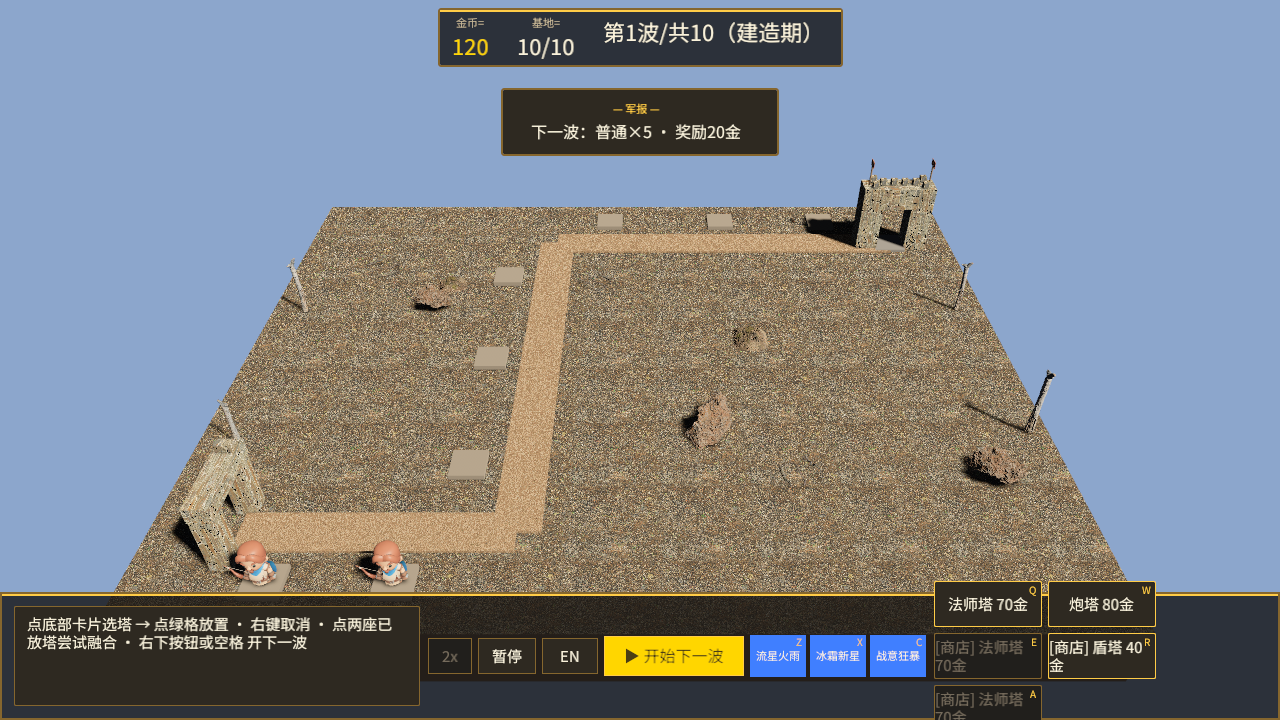 金币=
基地=
120
10/10
第1波/共10（建造期）
— 军报 —
下一波：普通×5 · 奖励20金
点底部卡片选塔 → 点绿格放置 · 右键取消 · 点两座已
放塔尝试融合 · 右下按钮或空格 开下一波
2x
暂停
EN
▶ 开始下一波
流星火雨 Z
冰霜新星 X
战意狂暴 C
法师塔 70金 Q
炮塔 80金 W
[商店] 法师塔 E
70金
[商店] 盾塔 40 R
金
[商店] 法师塔 A
70金